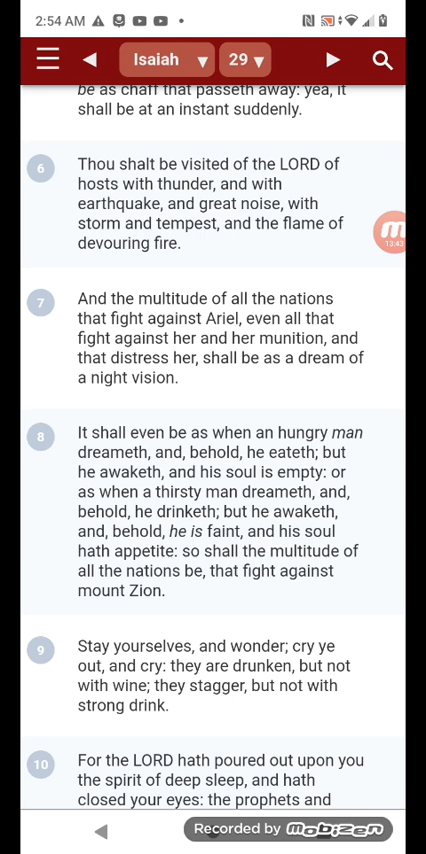 2:54 AM
Isaiah 29
be as chaff that passeth away: yea, it
shall be at an instant suddenly.
6 Thou shalt be visited of the LORD of
hosts with thunder, and with
earthquake, and great noise, with
storm and tempest, and the flame of
devouring fire.
m
13:43
7 And the multitude of all the nations
that fight against Ariel, even all that
fight against her and her munition, and
that distress her, shall be as a dream of
a night vision.
8 It shall even be as when an hungry man
dreameth, and, behold, he eateth; but
he awaketh, and his soul is empty: or
as when a thirsty man dreameth, and,
behold, he drinketh; but he awaketh,
and, behold, he is faint, and his soul
hath appetite: so shall the multitude of
all the nations be, that fight against
mount Zion.
9 Stay yourselves, and wonder; cry ye
out, and cry: they are drunken, but not
with wine; they stagger, but not with
strong drink.
10 For the LORD hath poured out upon you
the spirit of deep sleep, and hath
closed your eyes: the prophets and
Recorded by mobizen